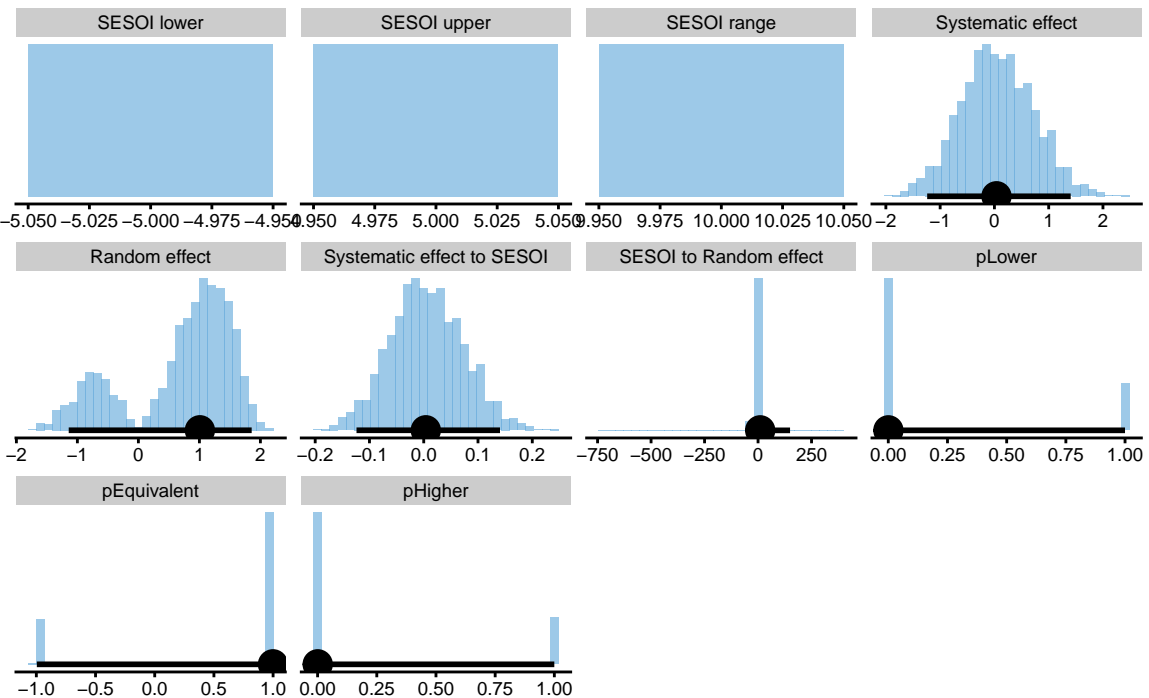 SESOI lower
SESOI upper
SESOI range
Systematic effect
−5.050 −5.025 −5.000 −4.975 −4.950
4.950 4.975 5.000 5.025 5.050
9.950 9.975 10.000 10.025 10.050
−2 −1 0 1 2
Random effect
Systematic effect to SESOI
SESOI to Random effect
pLower
−2 −1 0 1 2
−0.2 −0.1 0.0 0.1 0.2
−750 −500 −250 0 250
0.00 0.25 0.50 0.75 1.00
pEquivalent
pHigher
−1.0 −0.5 0.0 0.5 1.0
0.00 0.25 0.50 0.75 1.00